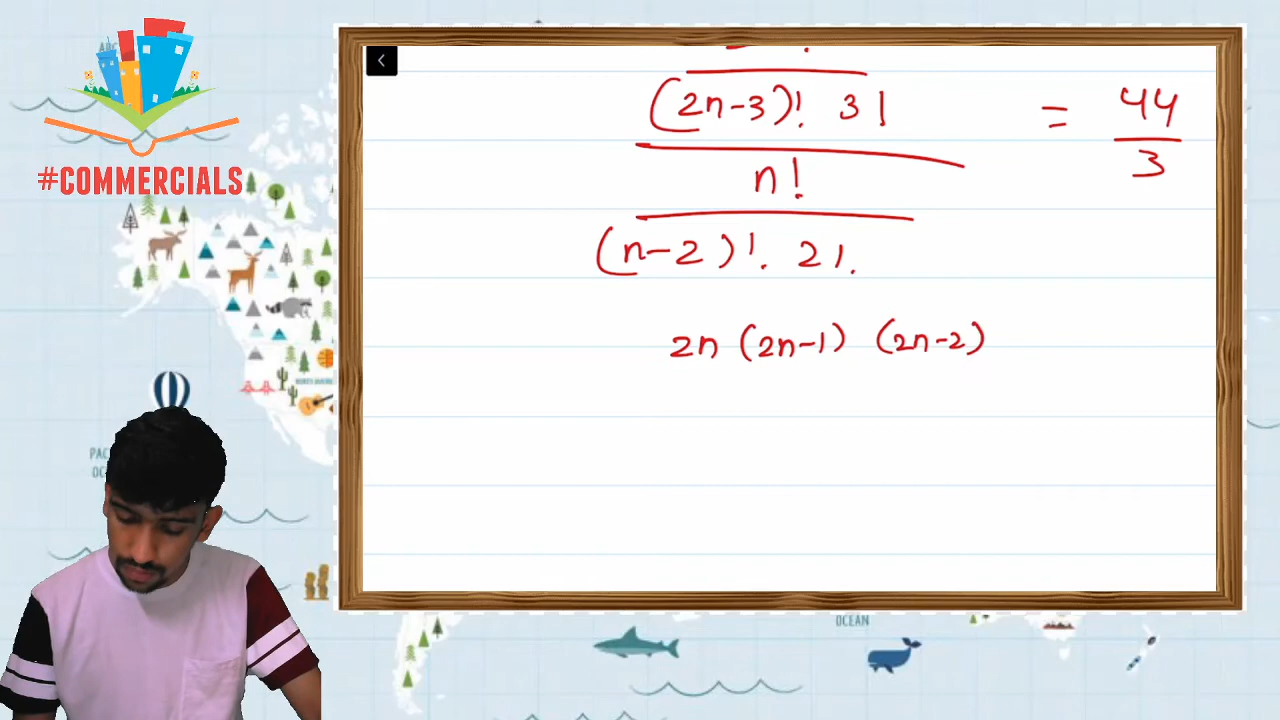 (2n-3)! 3! = 44/3
n!
(n-2)! 2!.
2n (2n-1) (2n-2)
#COMMERCIALS
OCEAN